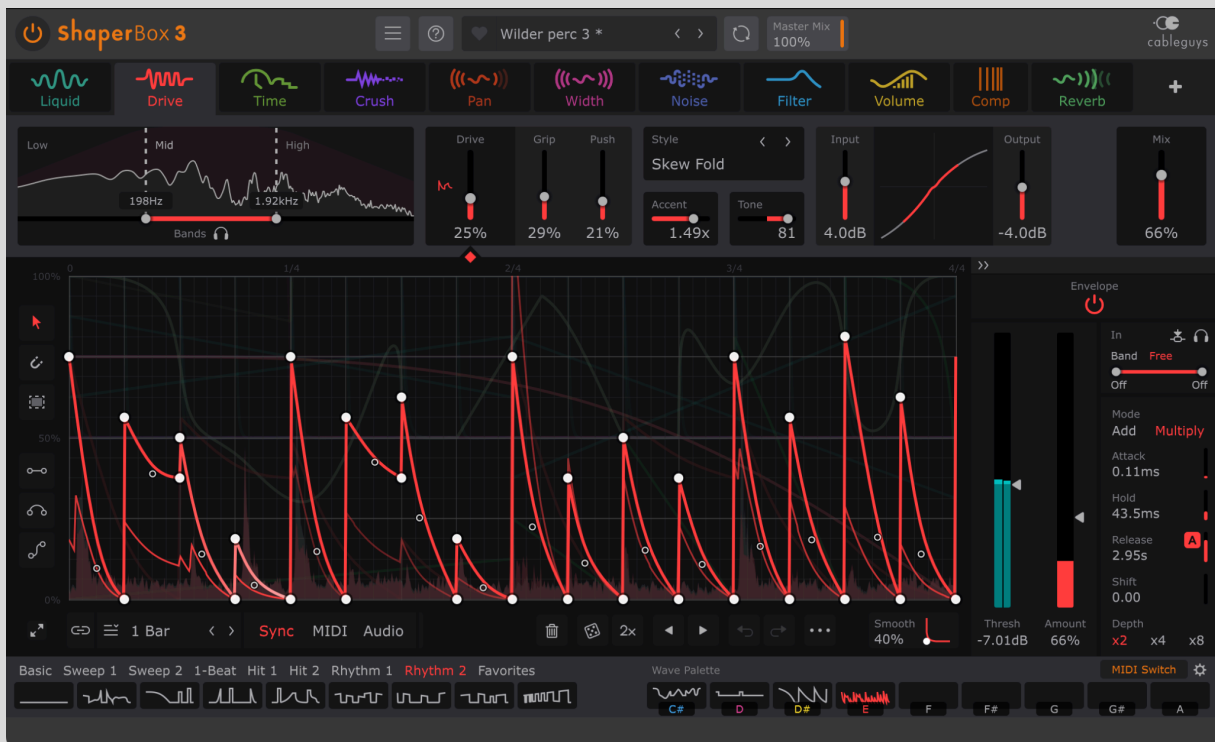 ShaperBox 3
Wilder perc 3 *
Master Mix
100%
cableguys
Liquid
Drive
Time
Crush
Pan
Width
Noise
Filter
Volume
Comp
Reverb
Low
Mid
High
198Hz
1.92kHz
Bands
Drive
25%
Grip
29%
Push
21%
Style
Skew Fold
Accent
1.49x
Tone
81
Input
4.0dB
Output
-4.0dB
Mix
66%
0
1/4
2/4
3/4
4/4
100%
50%
0%
Envelope
In
Band Free
Off Off
Mode
Add Multiply
Attack
0.11ms
Hold
43.5ms
Release
2.95s
A
Shift
0.00
Depth
x2 x4 x8
Thresh
-7.01dB
Amount
66%
1 Bar
Sync MIDI Audio
2x
Smooth
40%
Basic Sweep 1 Sweep 2 1-Beat Hit 1 Hit 2 Rhythm 1 Rhythm 2 Favorites
Wave Palette
MIDI Switch
C# D D# E F F# G G# A